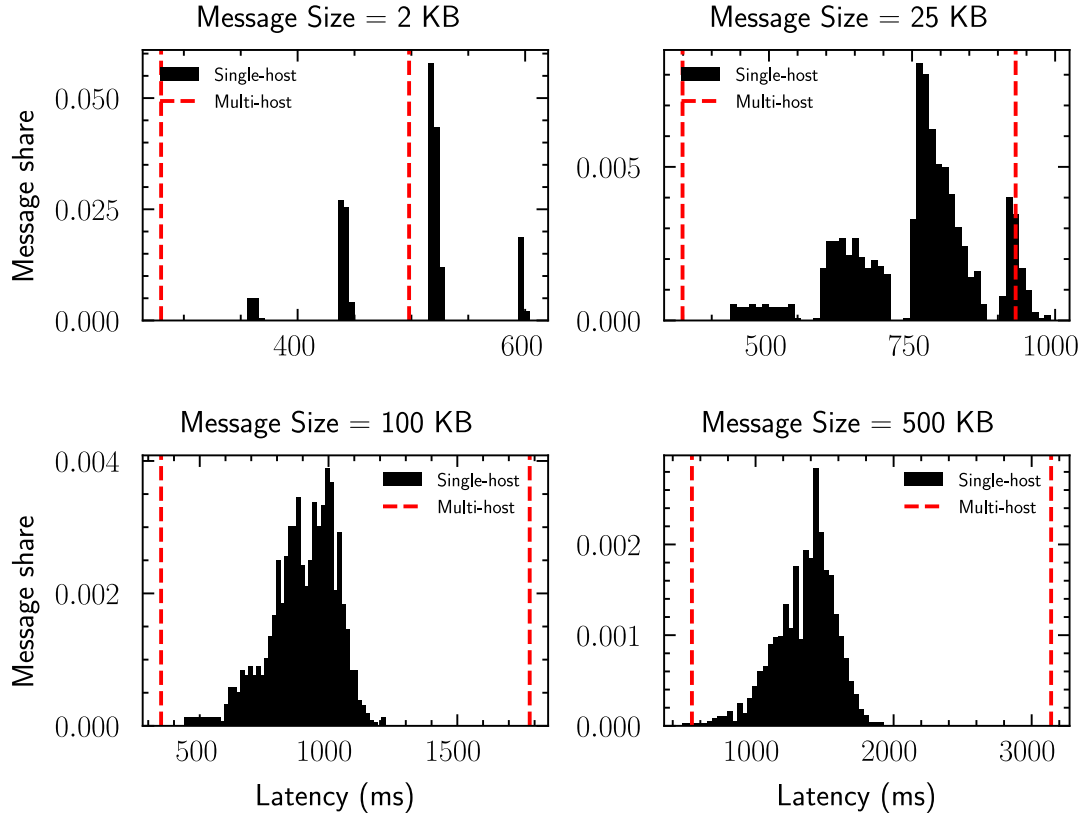 Message Size = 2 KB
Message Size = 25 KB
Single-host
Multi-host
Single-host
Multi-host
Message share
0.050
0.025
0.000
0.005
0.000
400
600
500
750
1000
Message Size = 100 KB
Message Size = 500 KB
Single-host
Multi-host
Single-host
Multi-host
Message share
0.004
0.002
0.000
0.002
0.001
0.000
500
1000
1500
1000
2000
3000
Latency (ms)
Latency (ms)